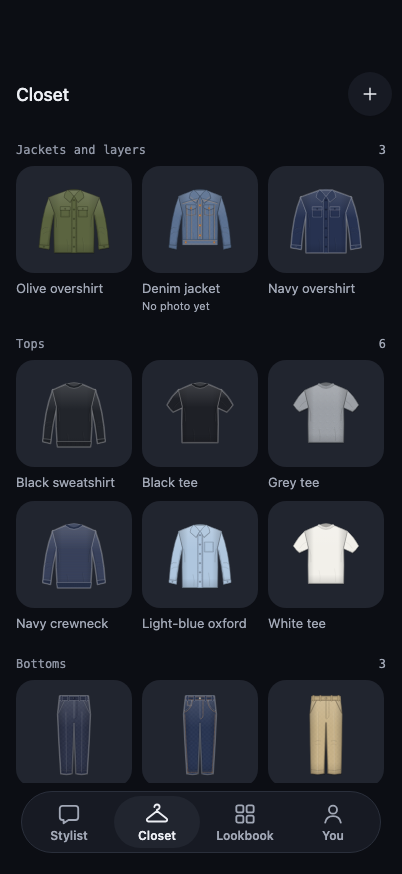 Closet
Jackets and layers 3
Olive overshirt
Denim jacket
Navy overshirt
No photo yet
Tops 6
Black sweatshirt
Black tee
Grey tee
Navy crewneck
Light-blue oxford
White tee
Bottoms 3
Stylist
Closet
Lookbook
You